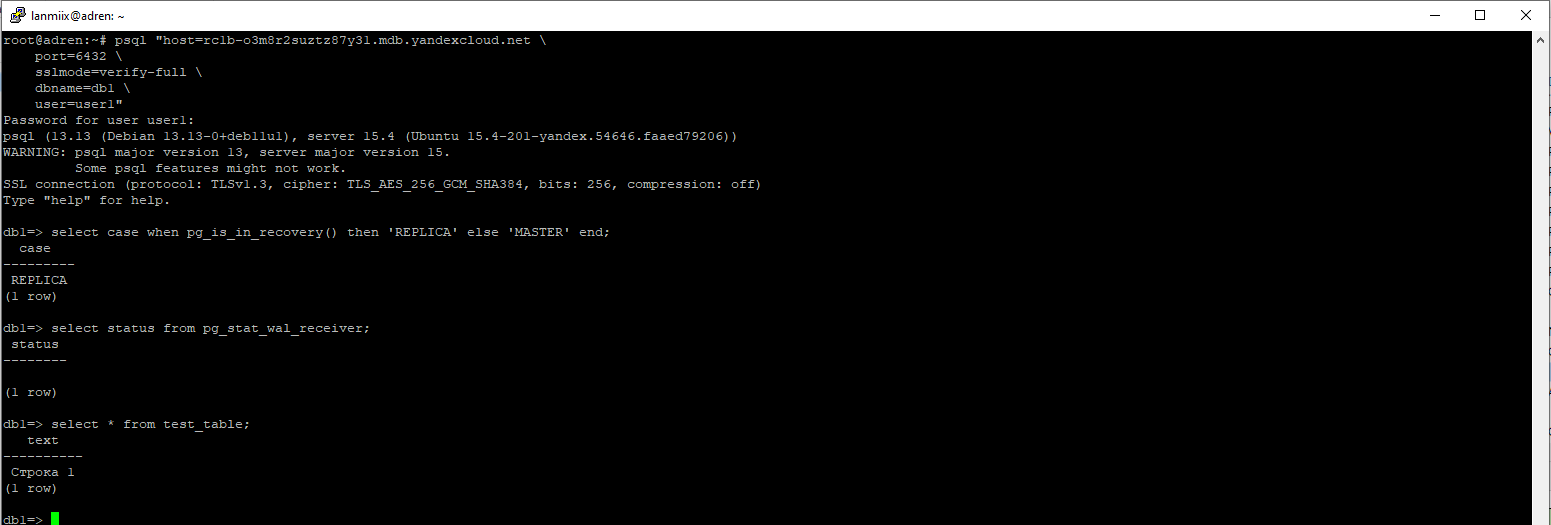 lanmiix@adren: ~
root@adren:~# psql "host=rc1b-o3m8r2suztz87y31.mdb.yandexcloud.net \
    port=6432 \
    sslmode=verify-full \
    dbname=db1 \
    user=user1"
Password for user user1:
psql (13.13 (Debian 13.13-0+deb11u1), server 15.4 (Ubuntu 15.4-201-yandex.54646.faaed79206))
WARNING: psql major version 13, server major version 15.
         Some psql features might not work.
SSL connection (protocol: TLSv1.3, cipher: TLS_AES_256_GCM_SHA384, bits: 256, compression: off)
Type "help" for help.

db1=> select case when pg_is_in_recovery() then 'REPLICA' else 'MASTER' end;
  case
---------
 REPLICA
(1 row)

db1=> select status from pg_stat_wal_receiver;
 status
--------

(1 row)

db1=> select * from test_table;
   text
----------
 Строка 1
(1 row)

db1=>